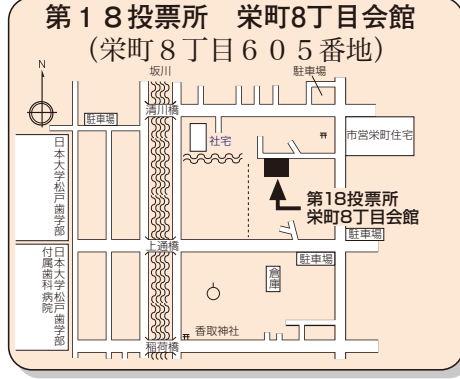 第１８投票所　栄町8丁目会館
（栄町８丁目６０５番地）
N
坂川
駐車場
清川橋
駐車場
社宅
市営栄町住宅
日本大学松戸歯学部
第18投票所
栄町8丁目会館
駐車場
上通橋
駐車場
日本大学松戸歯学部
付属歯科病院
倉庫
香取神社
稲荷橋